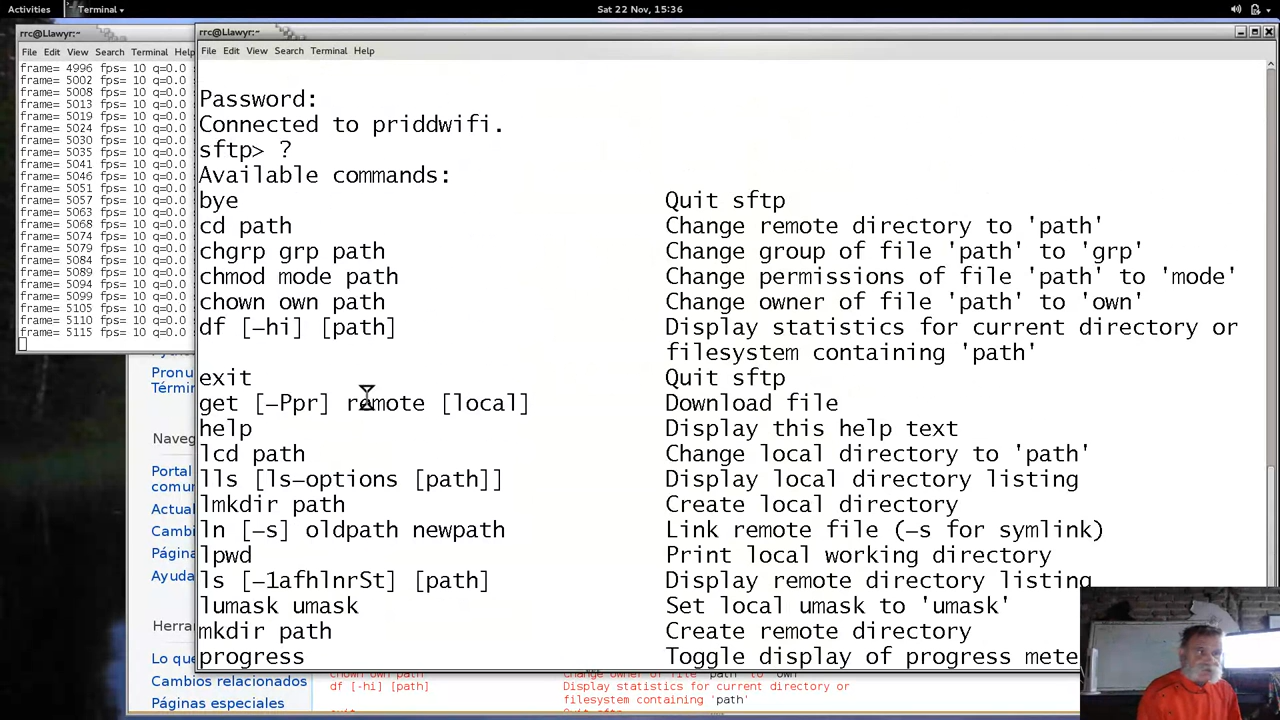 Activities
Terminal
Sat 22 Nov, 15:36
rrc@Llawyr:~
File Edit View Search Terminal Help
frame= 4996 fps= 10 q=0.0
frame= 5002 fps= 10 q=0.0
frame= 5008 fps= 10 q=0.0
frame= 5013 fps= 10 q=0.0
frame= 5019 fps= 10 q=0.0
frame= 5024 fps= 10 q=0.0
frame= 5030 fps= 10 q=0.0
frame= 5035 fps= 10 q=0.0
frame= 5041 fps= 10 q=0.0
frame= 5046 fps= 10 q=0.0
frame= 5051 fps= 10 q=0.0
frame= 5057 fps= 10 q=0.0
frame= 5063 fps= 10 q=0.0
frame= 5068 fps= 10 q=0.0
frame= 5074 fps= 10 q=0.0
frame= 5079 fps= 10 q=0.0
frame= 5084 fps= 10 q=0.0
frame= 5089 fps= 10 q=0.0
frame= 5094 fps= 10 q=0.0
frame= 5099 fps= 10 q=0.0
frame= 5105 fps= 10 q=0.0
frame= 5110 fps= 10 q=0.0
frame= 5115 fps= 10 q=0.0
rrc@Llawyr:~
File Edit View Search Terminal Help
Password:
Connected to priddwifi.
sftp> ?
Available commands:
bye Quit sftp
cd path Change remote directory to 'path'
chgrp grp path Change group of file 'path' to 'grp'
chmod mode path Change permissions of file 'path' to 'mode'
chown own path Change owner of file 'path' to 'own'
df [-hi] [path] Display statistics for current directory or
filesystem containing 'path'
exit Quit sftp
get [-Ppr] remote [local] Download file
help Display this help text
lcd path Change local directory to 'path'
lls [ls-options [path]] Display local directory listing
lmkdir path Create local directory
ln [-s] oldpath newpath Link remote file (-s for symlink)
lpwd Print local working directory
ls [-1afhlnrSt] [path] Display remote directory listing
lumask umask Set local umask to 'umask'
mkdir path Create remote directory
progress Toggle display of progress mete
Pronu
Términ
Naveg
Portal
comun
Actual
Cambi
Página
Ayuda
Herrar
Lo que
Cambios relacionados
Páginas especiales
df [-hi] [path] Display statistics for current directory or
filesystem containing 'path'